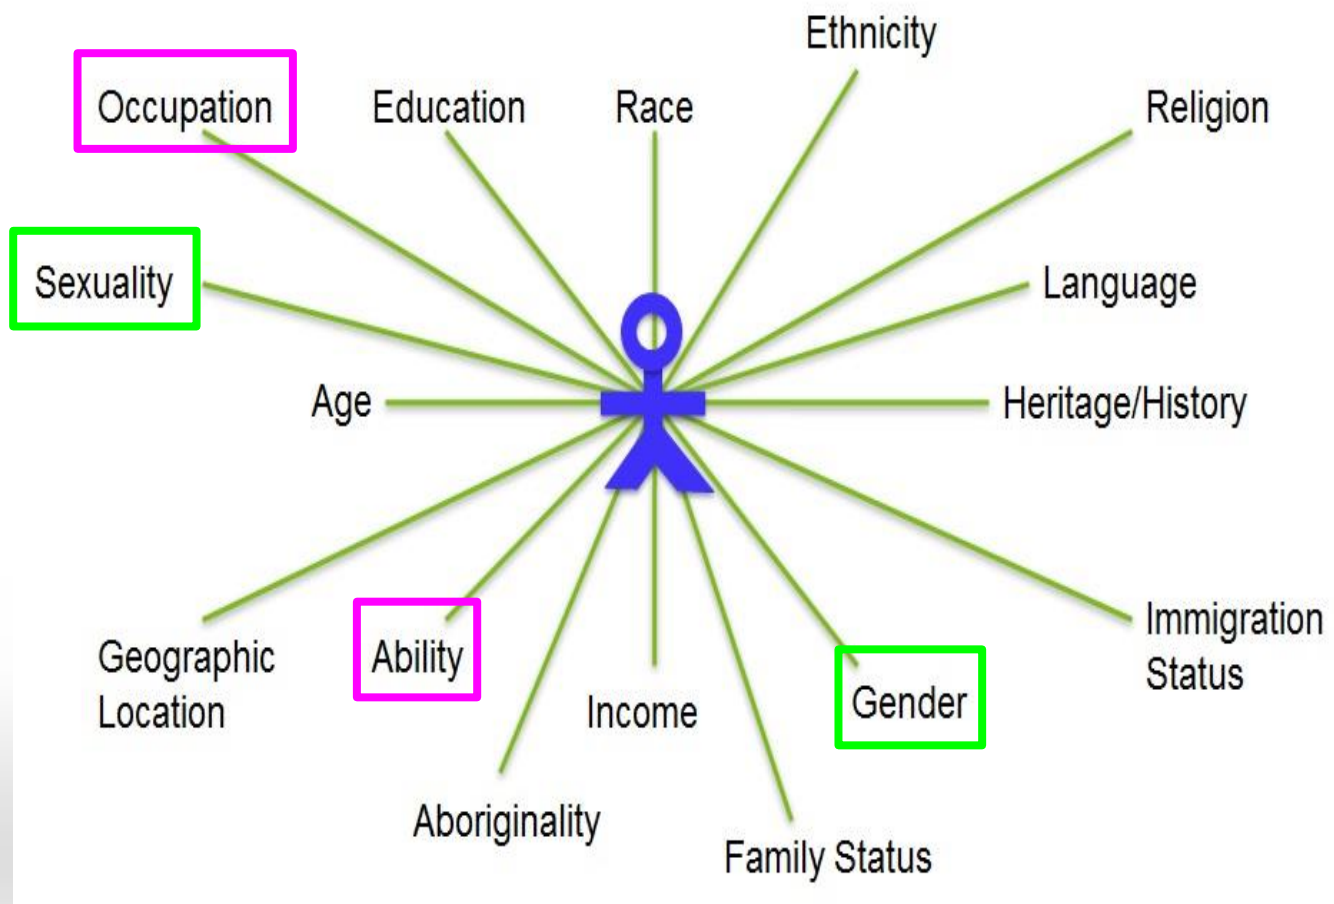 Ethnicity
Occupation
Education
Race
Religion
Sexuality
Language
Age
Heritage/History
Geographic
Location
Ability
Income
Gender
Immigration
Status
Aboriginality
Family Status